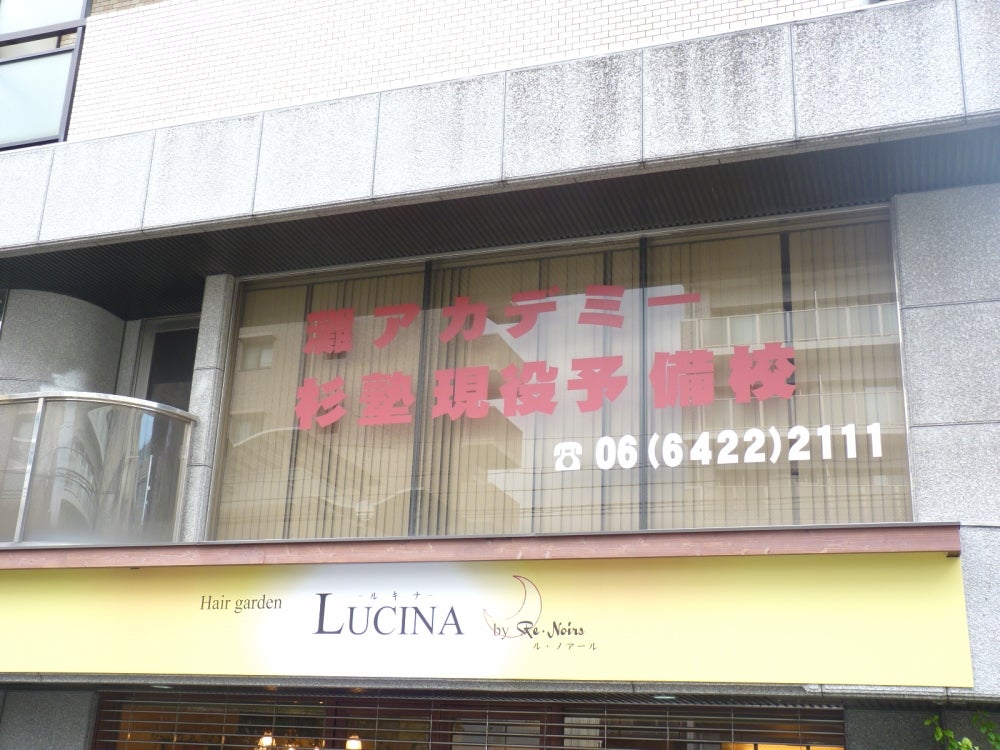 灘アカデミー
杉塾現役予備校
☎06(6422)2111
Hair garden
-ルキナ-
LUCINA
by Re・Noirs
ル・ノアール